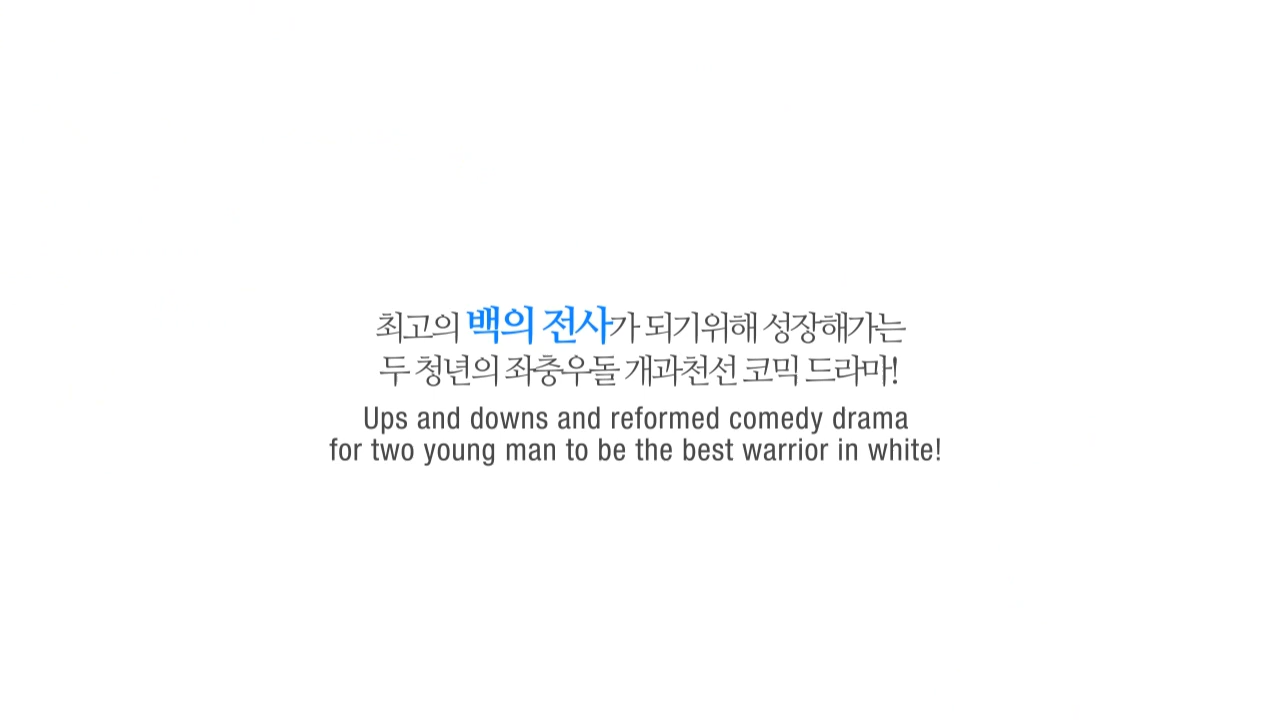 최고의 백의 전사가 되기위해 성장해가는
두 청년의 좌충우돌 개과천선 코믹 드라마!
Ups and downs and reformed comedy drama
for two young man to be the best warrior in white!